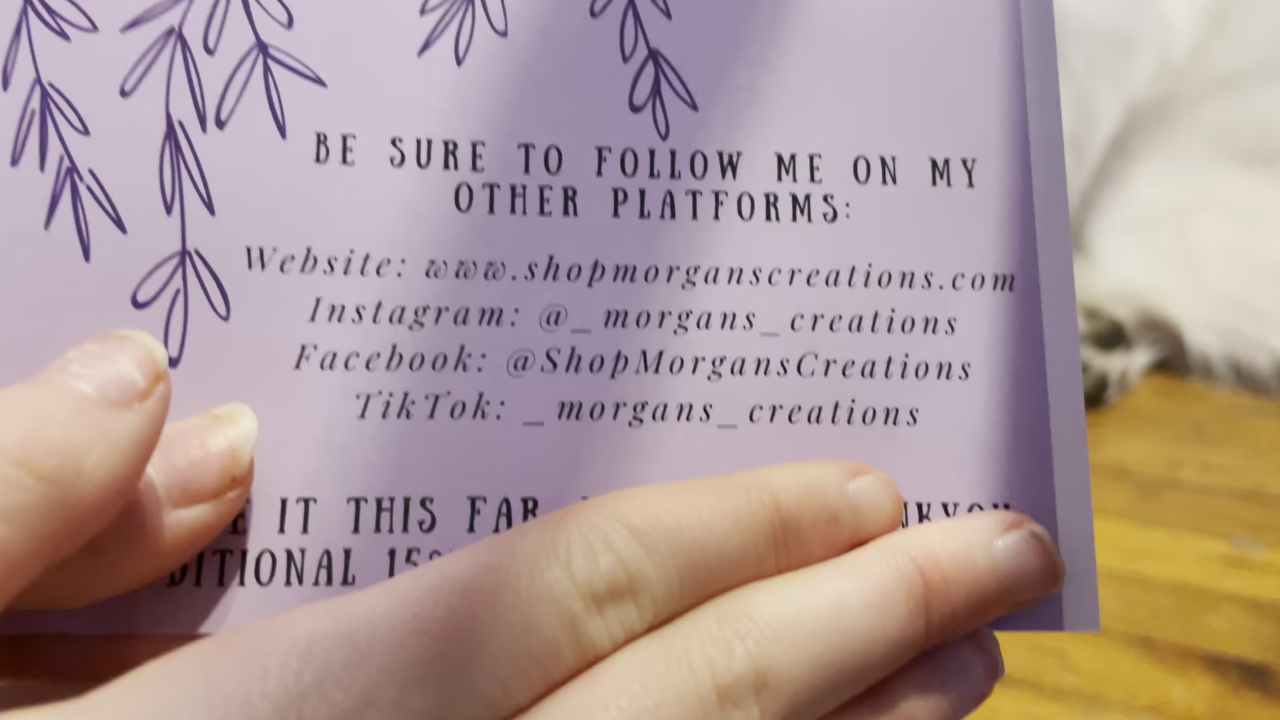 BE SURE TO FOLLOW ME ON MY
OTHER PLATFORMS:
Website: www.shopmorganscreations.com
Instagram: @_morgans_creations
Facebook: @ShopMorgansCreations
TikTok: _morgans_creations
IT THIS FAR